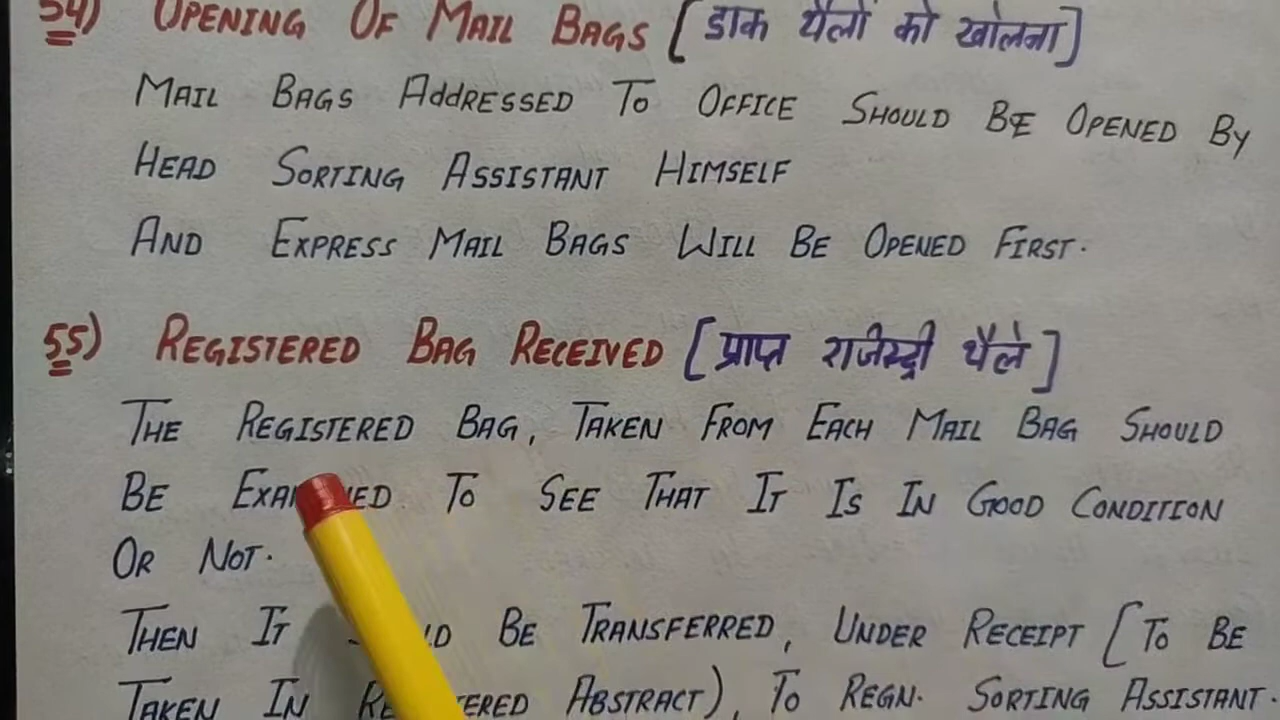 54) OPENING OF MAIL BAGS [डाक थैलों को खोलना]
MAIL BAGS ADDRESSED TO OFFICE SHOULD BE OPENED BY
HEAD SORTING ASSISTANT HIMSELF
AND EXPRESS MAIL BAGS WILL BE OPENED FIRST.
55) REGISTERED BAG RECEIVED [प्राप्त राजिस्ट्री थैले]
THE REGISTERED BAG, TAKEN FROM EACH MAIL BAG SHOULD
BE TO SEE THAT IT IS IN GOOD CONDITION
OR NOT.
THEN IT BE TRANSFERRED, UNDER RECEIPT [TO BE
TAKEN IN ABSTRACT), TO REGN. SORTING ASSISTANT.